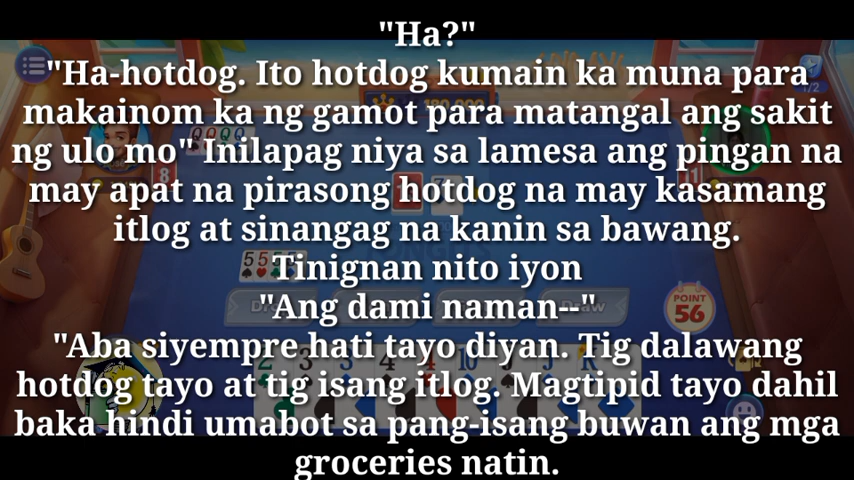 "Ha?"
"Ha-hotdog. Ito hotdog kumain ka muna para
makainom ka ng gamot para matangal ang sakit
ng ulo mo" Inilapag niya sa lamesa ang pingan na
may apat na pirasong hotdog na may kasamang
itlog at sinangag na kanin sa bawang.
Tinignan nito iyon
"Ang dami naman--"
"Aba siyempre hati tayo diyan. Tig dalawang
hotdog tayo at tig isang itlog. Magtipid tayo dahil
baka hindi umabot sa pang-isang buwan ang mga
groceries natin.
POINT
56